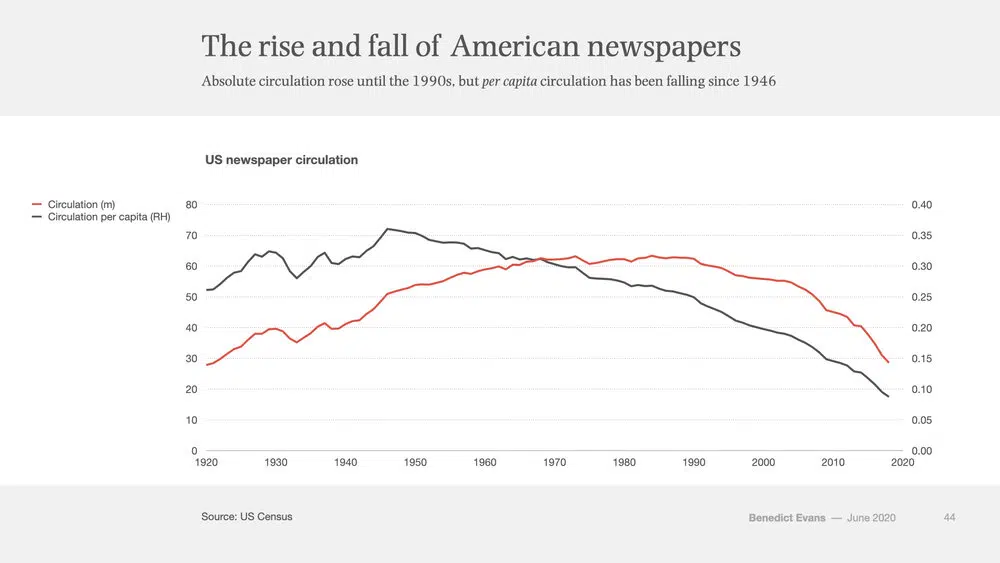 The rise and fall of American newspapers
Absolute circulation rose until the 1990s, but per capita circulation has been falling since 1946
US newspaper circulation
Circulation (m)
Circulation per capita (RH)
80
70
60
50
40
30
20
10
0
0.40
0.35
0.30
0.25
0.20
0.15
0.10
0.05
0.00
1920 1930 1940 1950 1960 1970 1980 1990 2000 2010 2020
Source: US Census
Benedict Evans — June 2020 44